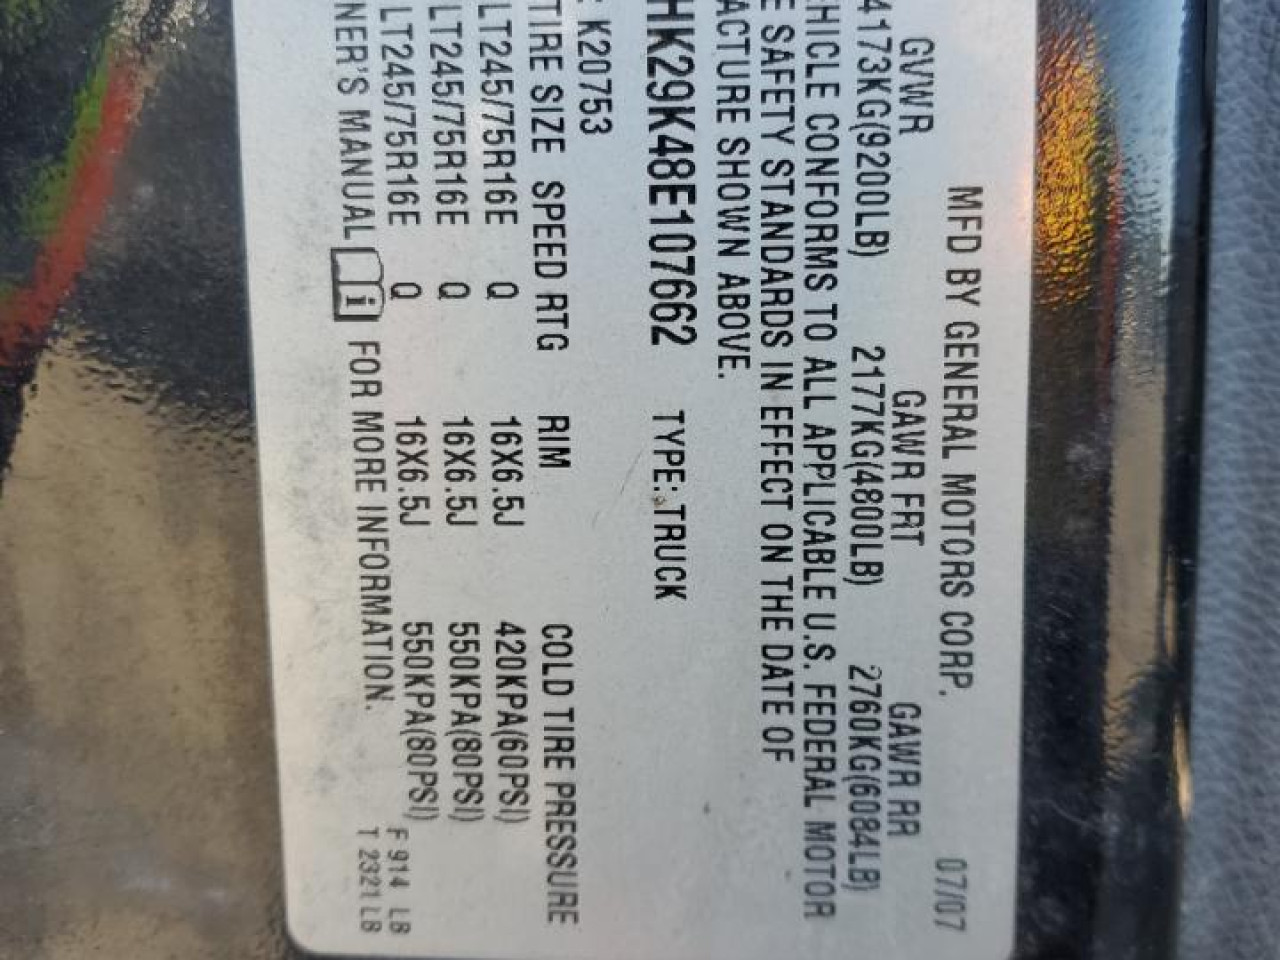 MFD BY GENERAL MOTORS CORP. 07/07
GVWR GAWR FRT GAWR RR
4173KG(9200LB) 2177KG(4800LB) 2760KG(6084LB)
HICLE CONFORMS TO ALL APPLICABLE U.S. FEDERAL MOTOR
E SAFETY STANDARDS IN EFFECT ON THE DATE OF
ACTURE SHOWN ABOVE.
HK29K48E107662 TYPE: TRUCK
: K20753
TIRE SIZE SPEED RTG RIM COLD TIRE PRESSURE
LT245/75R16E Q 16X6.5J 420KPA(60PSI)
LT245/75R16E Q 16X6.5J 550KPA(80PSI)
LT245/75R16E Q 16X6.5J 550KPA(80PSI)
NER'S MANUAL i FOR MORE INFORMATION.
F 914 LB
T 2321 LB